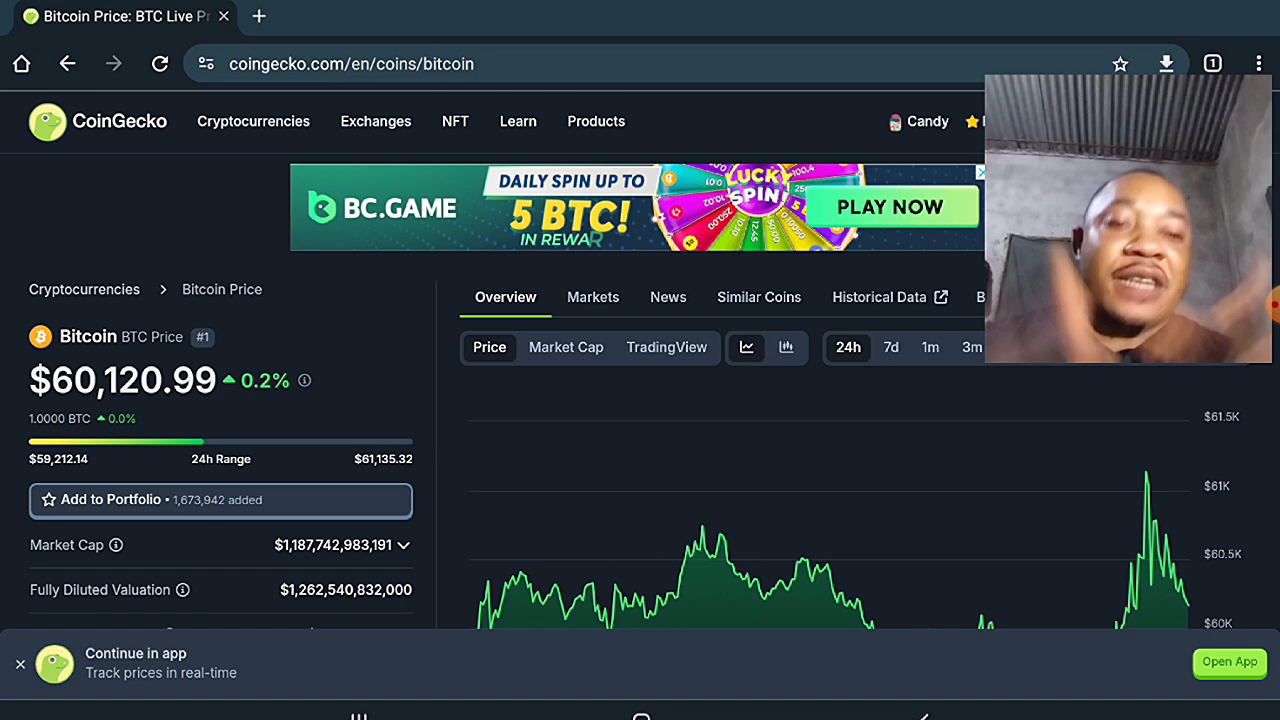 Bitcoin Price: BTC Live Pr
coingecko.com/en/coins/bitcoin
1
CoinGecko
Cryptocurrencies
Exchanges
NFT
Learn
Products
Candy
BC.GAME
DAILY SPIN UP TO
5 BTC!
IN REWAR
LUCKY
SPIN!
PLAY NOW
Cryptocurrencies > Bitcoin Price
Overview
Markets
News
Similar Coins
Historical Data
B
Bitcoin BTC Price #1
$60,120.99 0.2%
1.0000 BTC 0.0%
$59,212.14 24h Range $61,135.32
Add to Portfolio • 1,673,942 added
Market Cap $1,187,742,983,191
Fully Diluted Valuation $1,262,540,832,000
Price
Market Cap
TradingView
24h
7d
1m
3m
$61.5K
$61K
$60.5K
$60K
Continue in app
Track prices in real-time
Open App